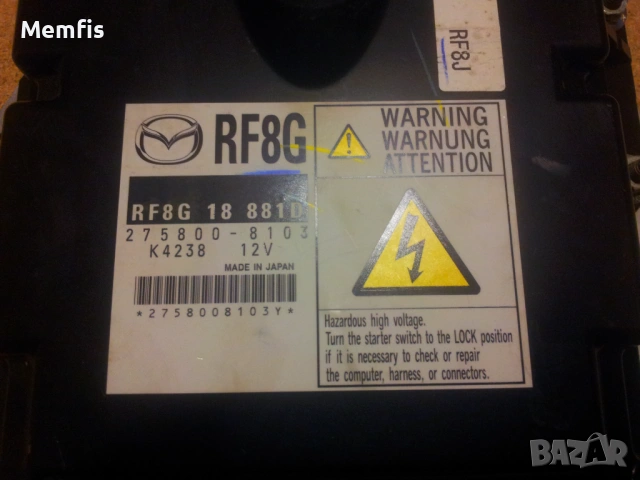 Memfis
RF8J
RF8G
WARNING
WARNUNG
ATTENTION
RF8G 18 881D
275800-8103
K4238 12V
MADE IN JAPAN
*2758008103Y*
Hazardous high voltage.
Turn the starter switch to the LOCK position
if it is necessary to check or repair
the computer, harness, or connectors.
BAZAR